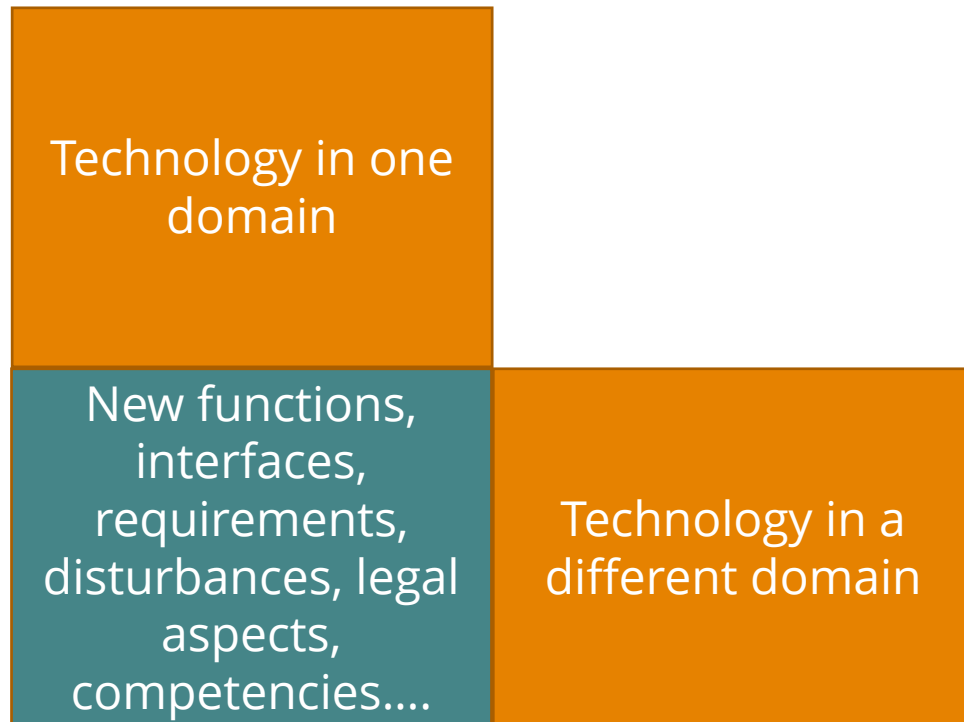 Technology in one
domain
New functions,
interfaces,
requirements,
disturbances, legal
aspects,
competencies....
Technology in a
different domain